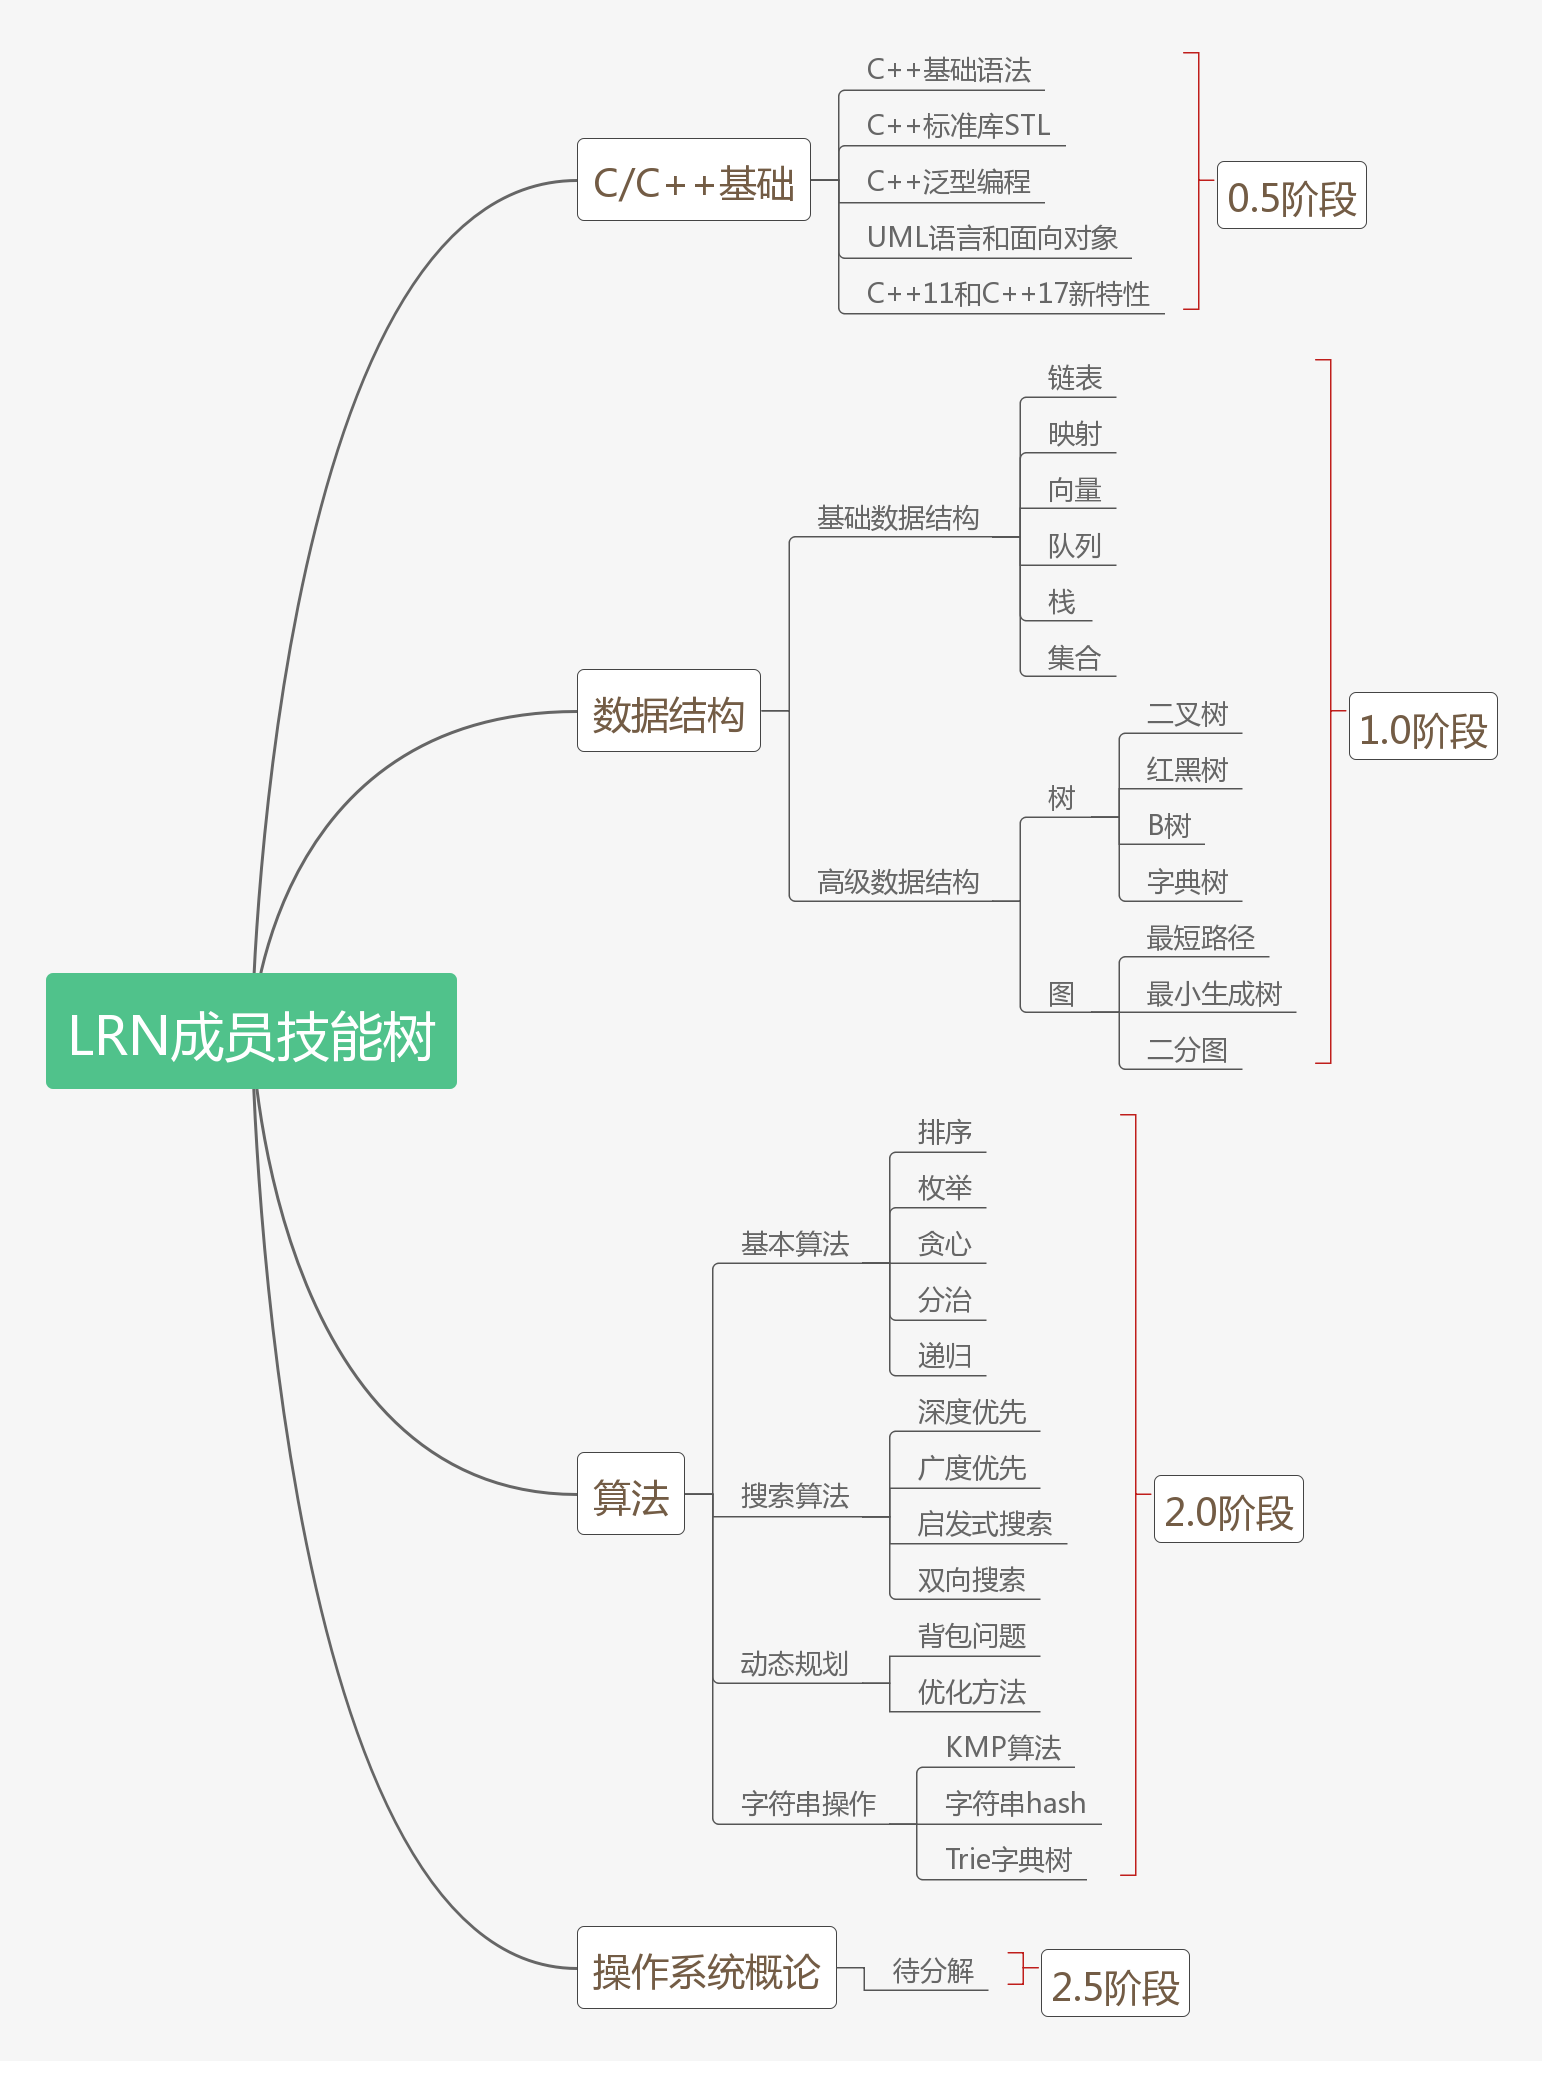 LRN成员技能树
C/C++基础
C++基础语法
C++标准库STL
C++泛型编程
UML语言和面向对象
C++11和C++17新特性
0.5阶段
数据结构
基础数据结构
链表
映射
向量
队列
栈
集合
高级数据结构
树
二叉树
红黑树
B树
字典树
图
最短路径
最小生成树
二分图
1.0阶段
算法
基本算法
排序
枚举
贪心
分治
递归
搜索算法
深度优先
广度优先
启发式搜索
双向搜索
动态规划
背包问题
优化方法
字符串操作
KMP算法
字符串hash
Trie字典树
2.0阶段
操作系统概论
待分解
2.5阶段